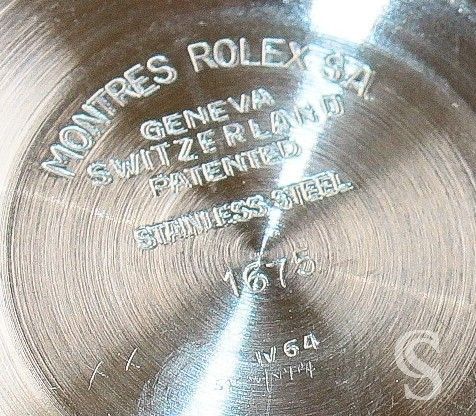 MONTRES ROLEX S.A.
GENEVA
SWITZERLAND
PATENTED
STAINLESS STEEL
1675
IV 64
X X
S